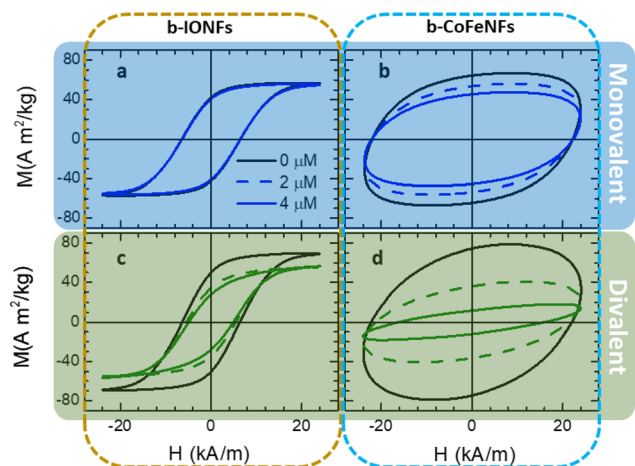 b-IONFs b-CoFeNFs
a b
80
40
0
-40
-80
M(A m²/kg)
0 μM
2 μM
4 μM
Monovalent
c d
80
40
0
-40
-80
M(A m²/kg)
Divalent
-20 0 20 -20 0 20
H (kA/m) H (kA/m)